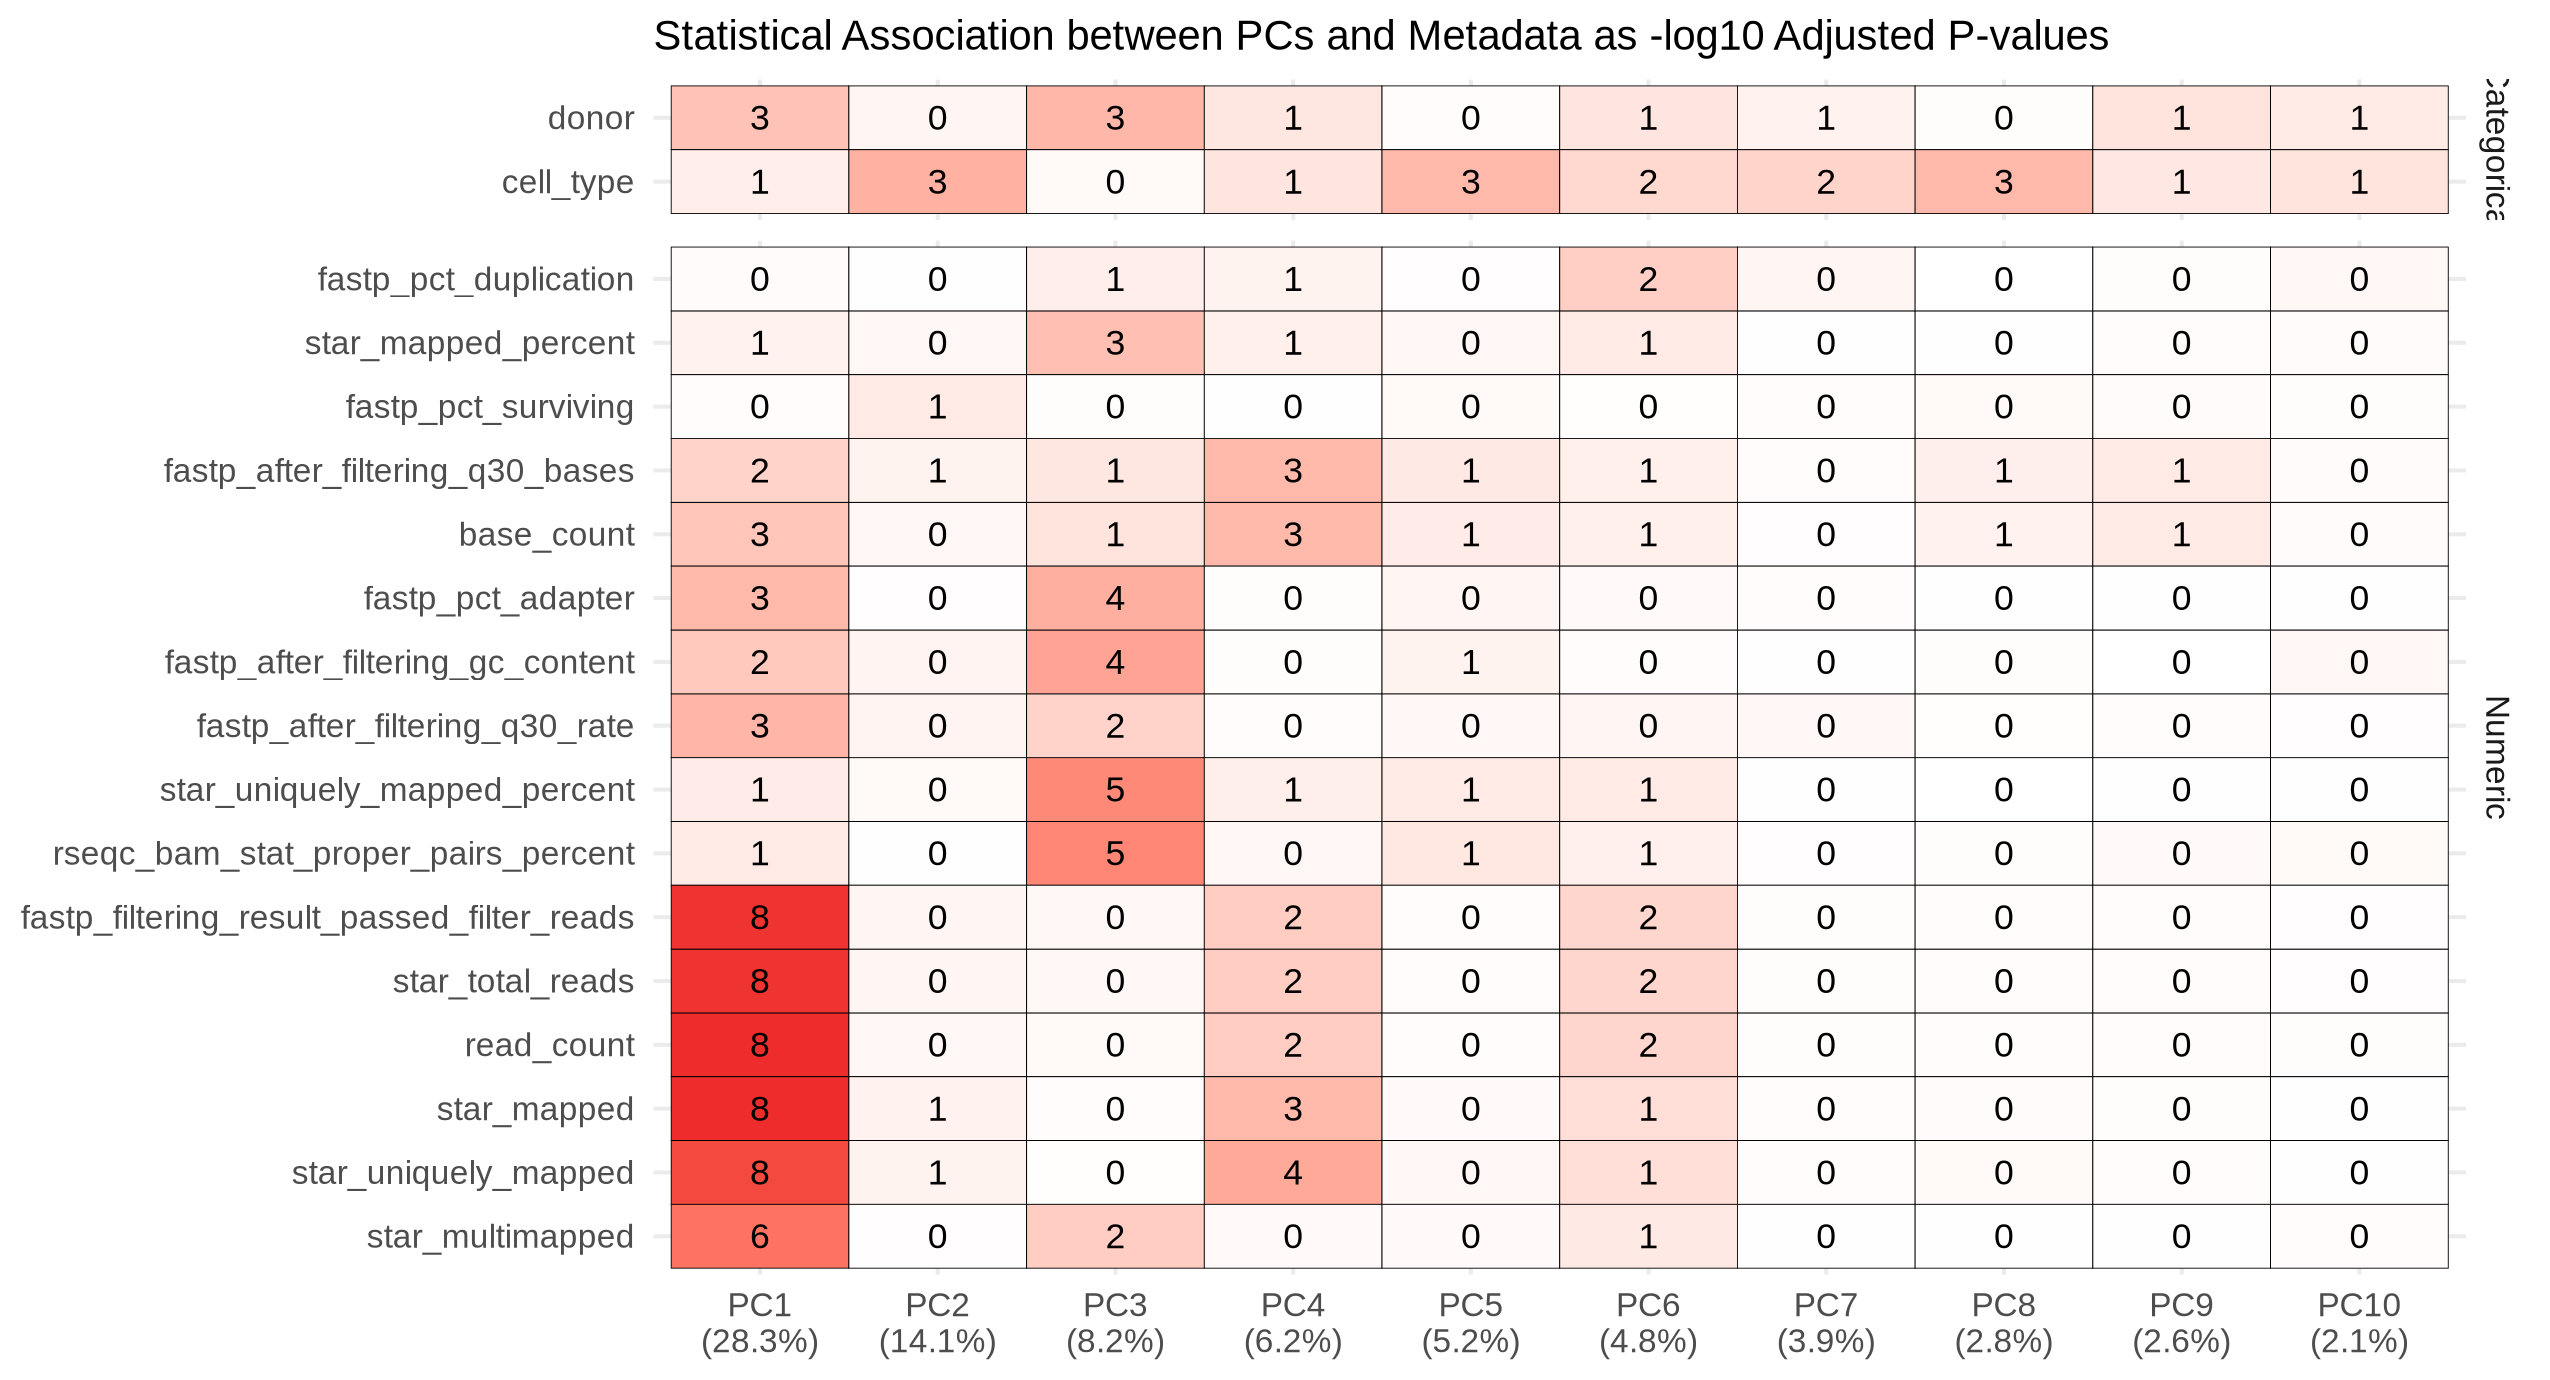 Statistical Association between PCs and Metadata as -log10 Adjusted P-values
donor 3 0 3 1 0 1 1 0 1 1
cell_type 1 3 0 1 3 2 2 3 1 1
ategorica
fastp_pct_duplication 0 0 1 1 0 2 0 0 0 0
star_mapped_percent 1 0 3 1 0 1 0 0 0 0
fastp_pct_surviving 0 1 0 0 0 0 0 0 0 0
fastp_after_filtering_q30_bases 2 1 1 3 1 1 0 1 1 0
base_count 3 0 1 3 1 1 0 1 1 0
fastp_pct_adapter 3 0 4 0 0 0 0 0 0 0
fastp_after_filtering_gc_content 2 0 4 0 1 0 0 0 0 0
fastp_after_filtering_q30_rate 3 0 2 0 0 0 0 0 0 0
star_uniquely_mapped_percent 1 0 5 1 1 1 0 0 0 0
rseqc_bam_stat_proper_pairs_percent 1 0 5 0 1 1 0 0 0 0
fastp_filtering_result_passed_filter_reads 8 0 0 2 0 2 0 0 0 0
star_total_reads 8 0 0 2 0 2 0 0 0 0
read_count 8 0 0 2 0 2 0 0 0 0
star_mapped 8 1 0 3 0 1 0 0 0 0
star_uniquely_mapped 8 1 0 4 0 1 0 0 0 0
star_multimapped 6 0 2 0 0 1 0 0 0 0
Numeric
PC1 PC2 PC3 PC4 PC5 PC6 PC7 PC8 PC9 PC10
(28.3%) (14.1%) (8.2%) (6.2%) (5.2%) (4.8%) (3.9%) (2.8%) (2.6%) (2.1%)